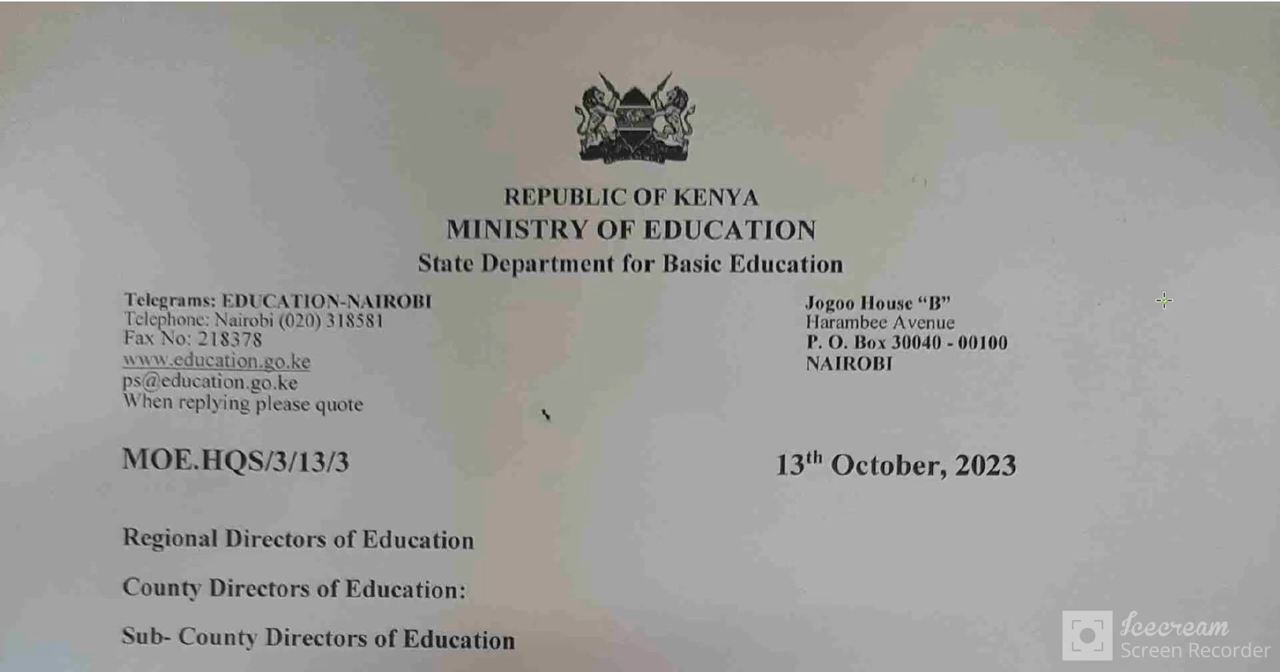 REPUBLIC OF KENYA
MINISTRY OF EDUCATION
State Department for Basic Education
Telegrams: EDUCATION-NAIROBI
Telephone: Nairobi (020) 318581
Fax No: 218378
www.education.go.ke
ps@education.go.ke
When replying please quote
Jogoo House “B”
Harambee Avenue
P. O. Box 30040 - 00100
NAIROBI
MOE.HQS/3/13/3
13th October, 2023
Regional Directors of Education
County Directors of Education:
Sub- County Directors of Education
Icecream
Screen Recorder